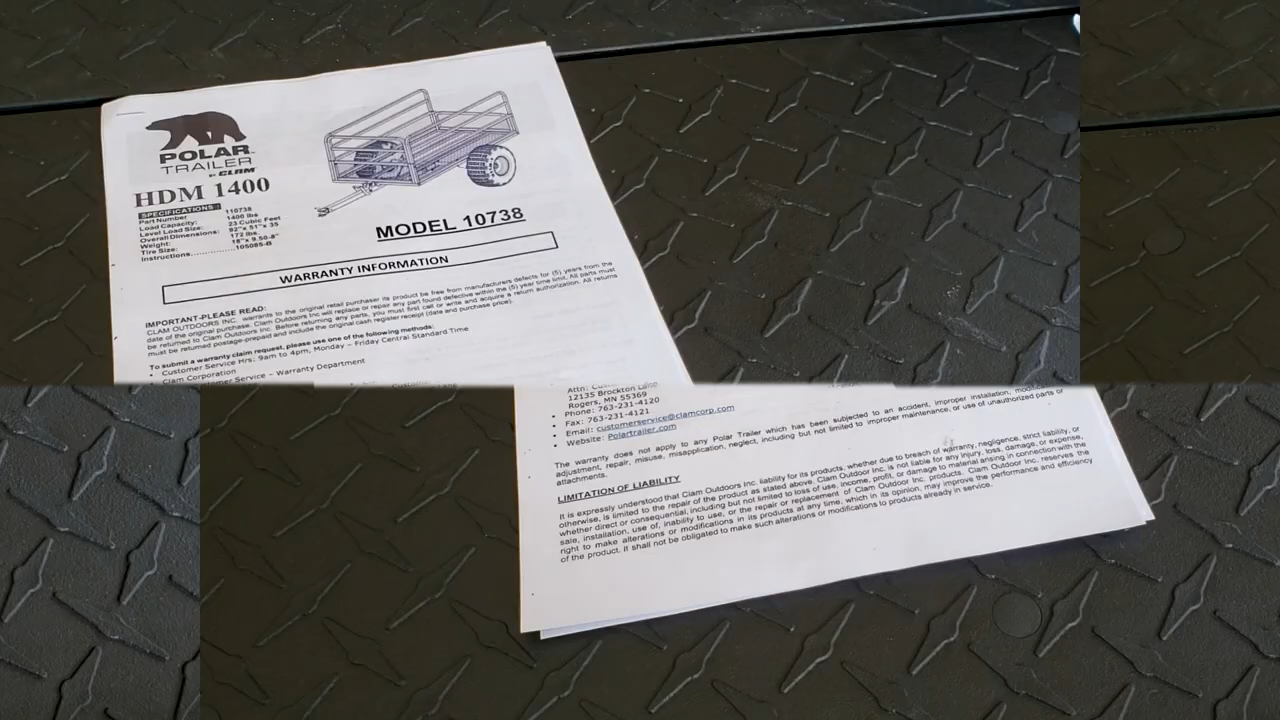 POLAR
TRAILER
BY CLAM
HDM 1400
SPECIFICATIONS:
Part Number 110738
Load Capacity: 1400 lbs
Level Load Size: 23 Cubic Feet
Overall Dimensions: 92"x 51"x 35
Weight: 172 lbs.
Tire Size: 18"x 9.50-8"
Instructions..................105085-B
MODEL 10738
WARRANTY INFORMATION
IMPORTANT-PLEASE READ:
CLAM OUTDOORS INC. warrants to the original retail purchaser its product be free from manufacturers defects for (5) years from the
date of the original purchase. Clam Outdoors Inc will replace or repair any part found defective within the (5) year time limit. All parts must
be returned to Clam Outdoors Inc. Before returning any parts, you must first call or write and acquire a return authorization. All returns
must be returned postage-prepaid and include the original cash register receipt (date and purchase price).
To submit a warranty claim request, please use one of the following methods:
• Customer Service Hrs: 9am to 4pm, Monday – Friday Central Standard Time
• Clam Corporation
Customer Service – Warranty Department
Attn:
12135 Brockton Lane
Rogers, MN 55369
• Phone: 763-231-4120
• Fax: 763-231-4121
• Email: customerservice@clamcorp.com
• Website: Polartrailer.com
The warranty does not apply to any Polar Trailer which has been subjected to an accident, improper installation,
adjustment, repair, misuse, misapplication, neglect, including but not limited to improper maintenance, or use of unauthorized parts or
attachments.
LIMITATION OF LIABILITY
It is expressly understood that Clam Outdoors Inc. liability for its products, whether due to breach of warranty, negligence, strict liability, or
otherwise, is limited to the repair of the product as stated above. Clam Outdoor Inc. is not liable for any injury, loss, damage, or expense,
whether direct or consequential, including but not limited to loss of use, income, profit, or damage to material arising in connection with the
sale, installation, use of, inability to use, or the repair or replacement of Clam Outdoor Inc. products. Clam Outdoor Inc. reserves the
right to make alterations or modifications in its products at any time, which in its opinion, may improve the performance and efficiency
of the product. It shall not be obligated to make such alterations or modifications to products already in service.